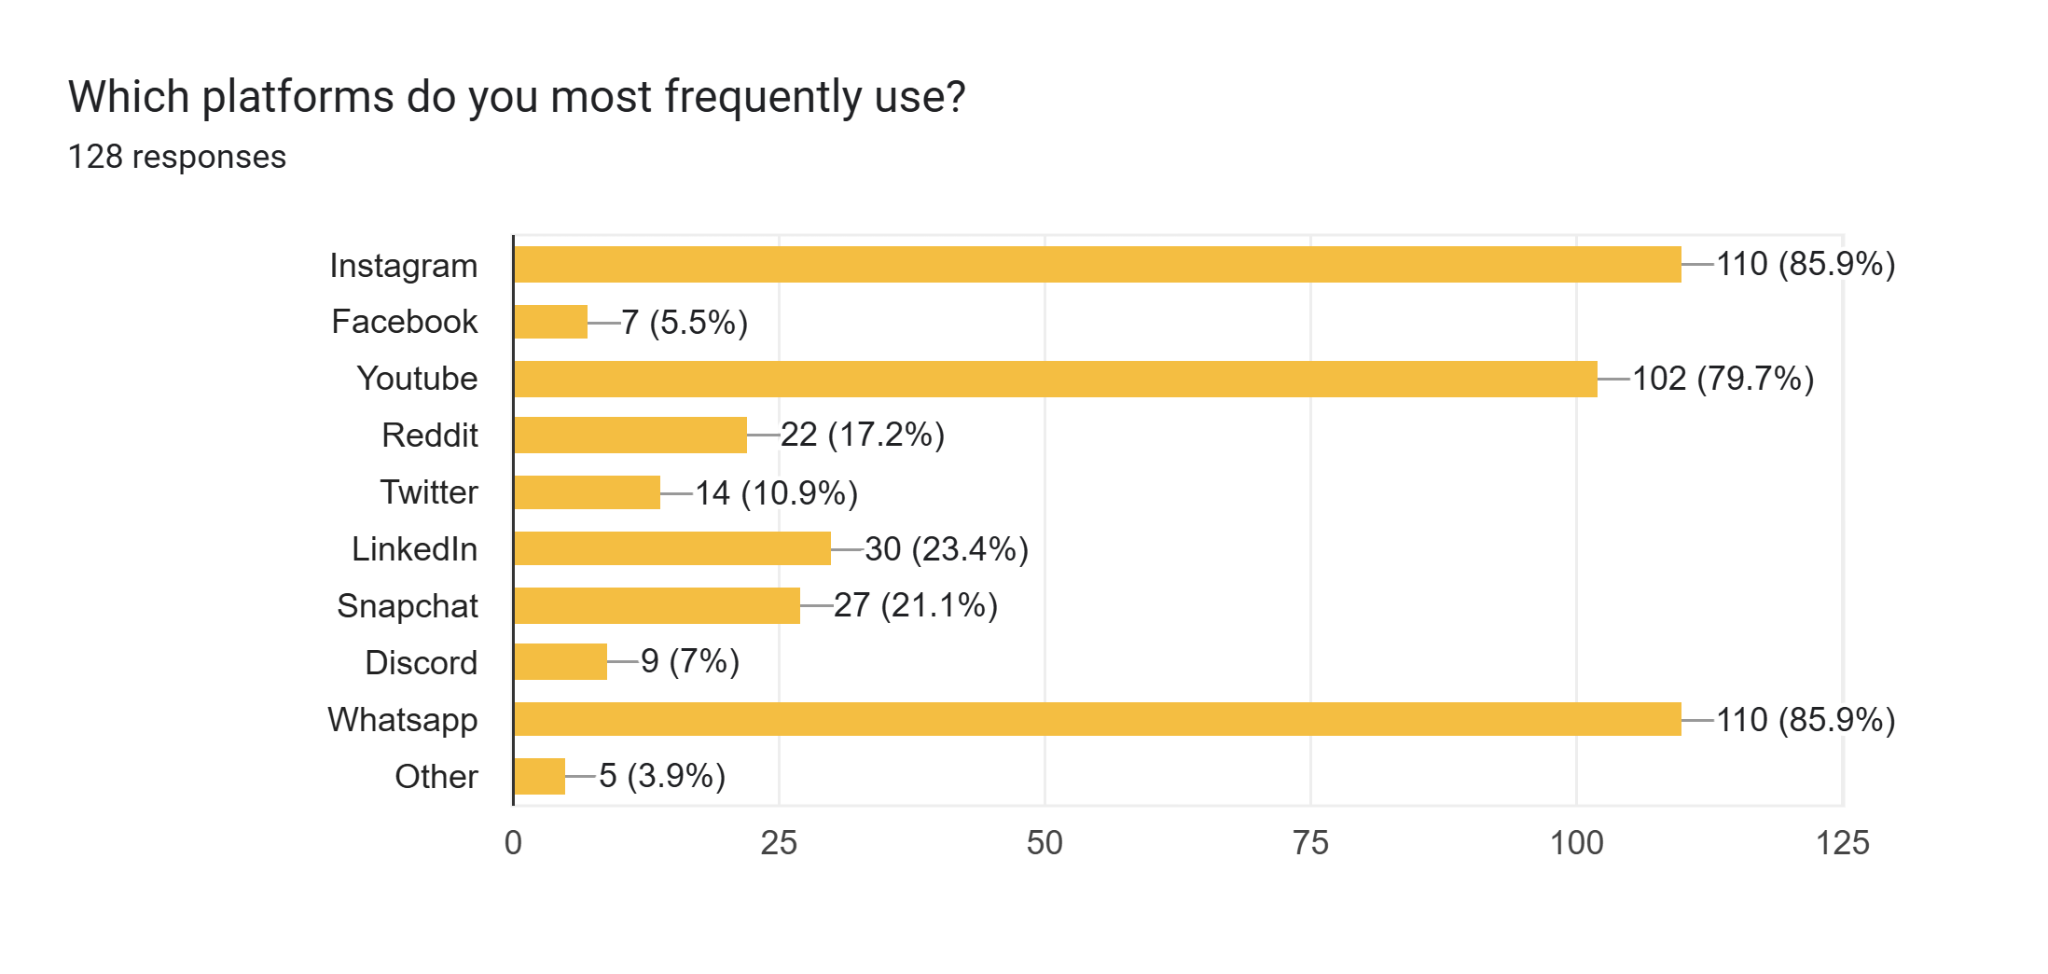 Which platforms do you most frequently use?
128 responses
Instagram 110 (85.9%)
Facebook 7 (5.5%)
Youtube 102 (79.7%)
Reddit 22 (17.2%)
Twitter 14 (10.9%)
LinkedIn 30 (23.4%)
Snapchat 27 (21.1%)
Discord 9 (7%)
Whatsapp 110 (85.9%)
Other 5 (3.9%)
0 25 50 75 100 125